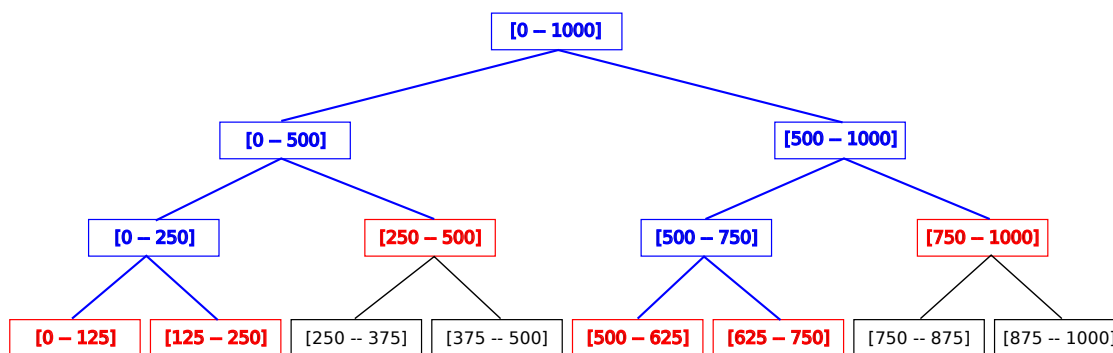 [0 – 1000]
[0 – 500]
[500 – 1000]
[0 – 250]
[250 – 500]
[500 – 750]
[750 – 1000]
[0 – 125]
[125 – 250]
[250 -- 375]
[375 -- 500]
[500 – 625]
[625 – 750]
[750 -- 875]
[875 -- 1000]